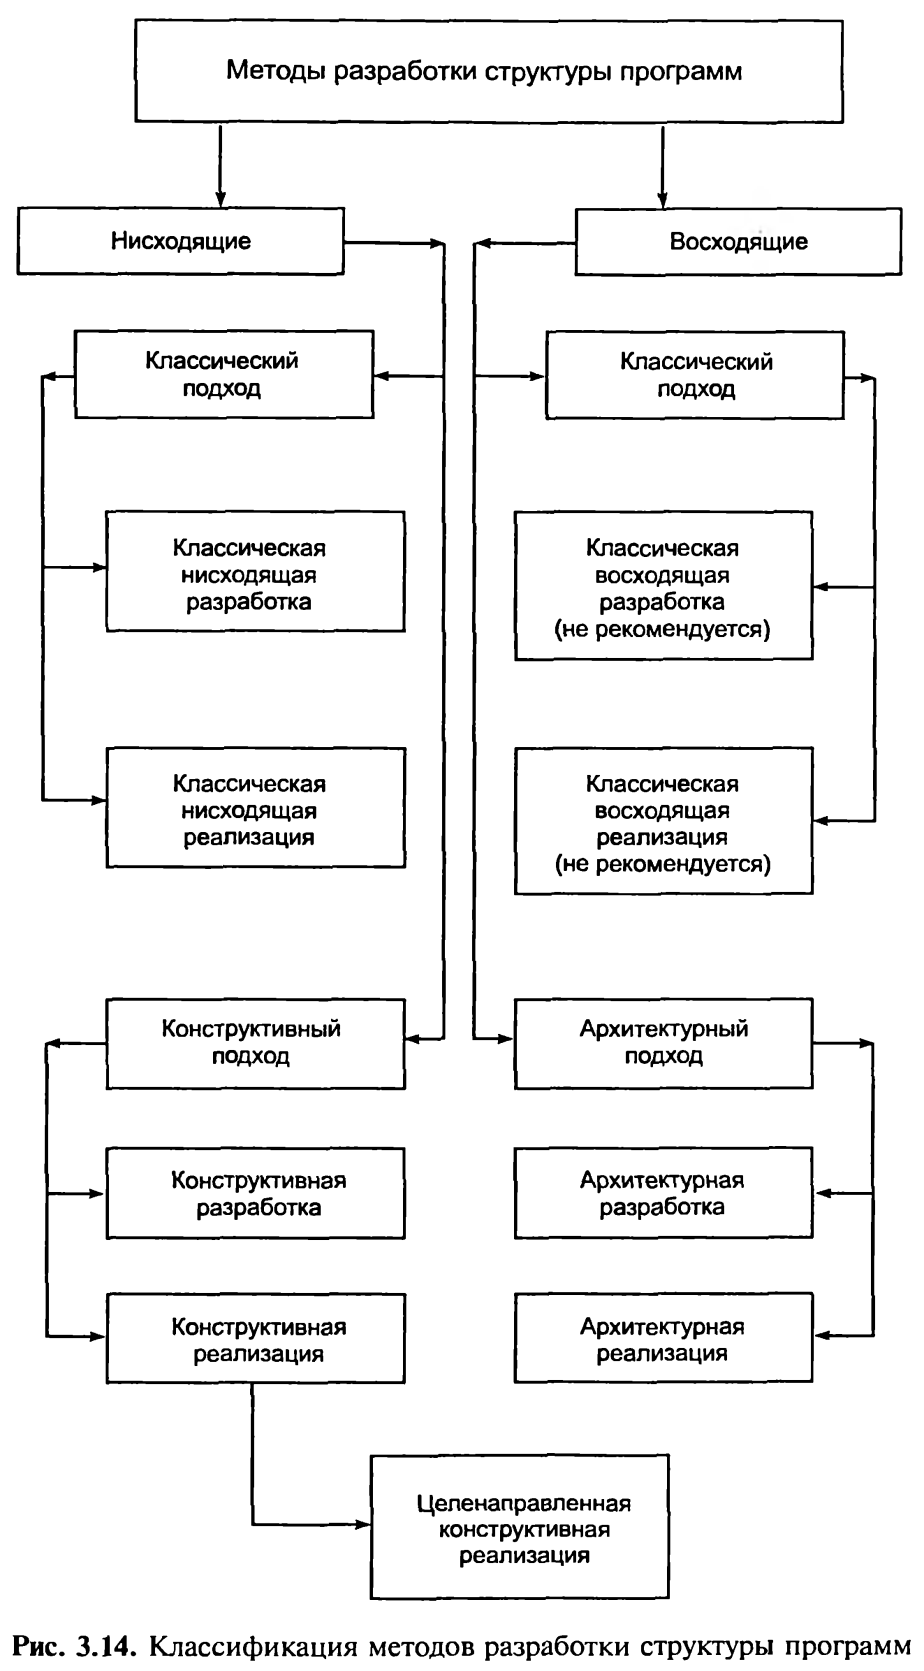 Методы разработки структуры программ
Нисходящие
Восходящие
Классический
подход
Классический
подход
Классическая
нисходящая
разработка
Классическая
восходящая
разработка
(не рекомендуется)
Классическая
нисходящая
реализация
Классическая
восходящая
реализация
(не рекомендуется)
Конструктивный
подход
Архитектурный
подход
Конструктивная
разработка
Архитектурная
разработка
Конструктивная
реализация
Архитектурная
реализация
Целенаправленная
конструктивная
реализация
Рис. 3.14. Классификация методов разработки структуры программ